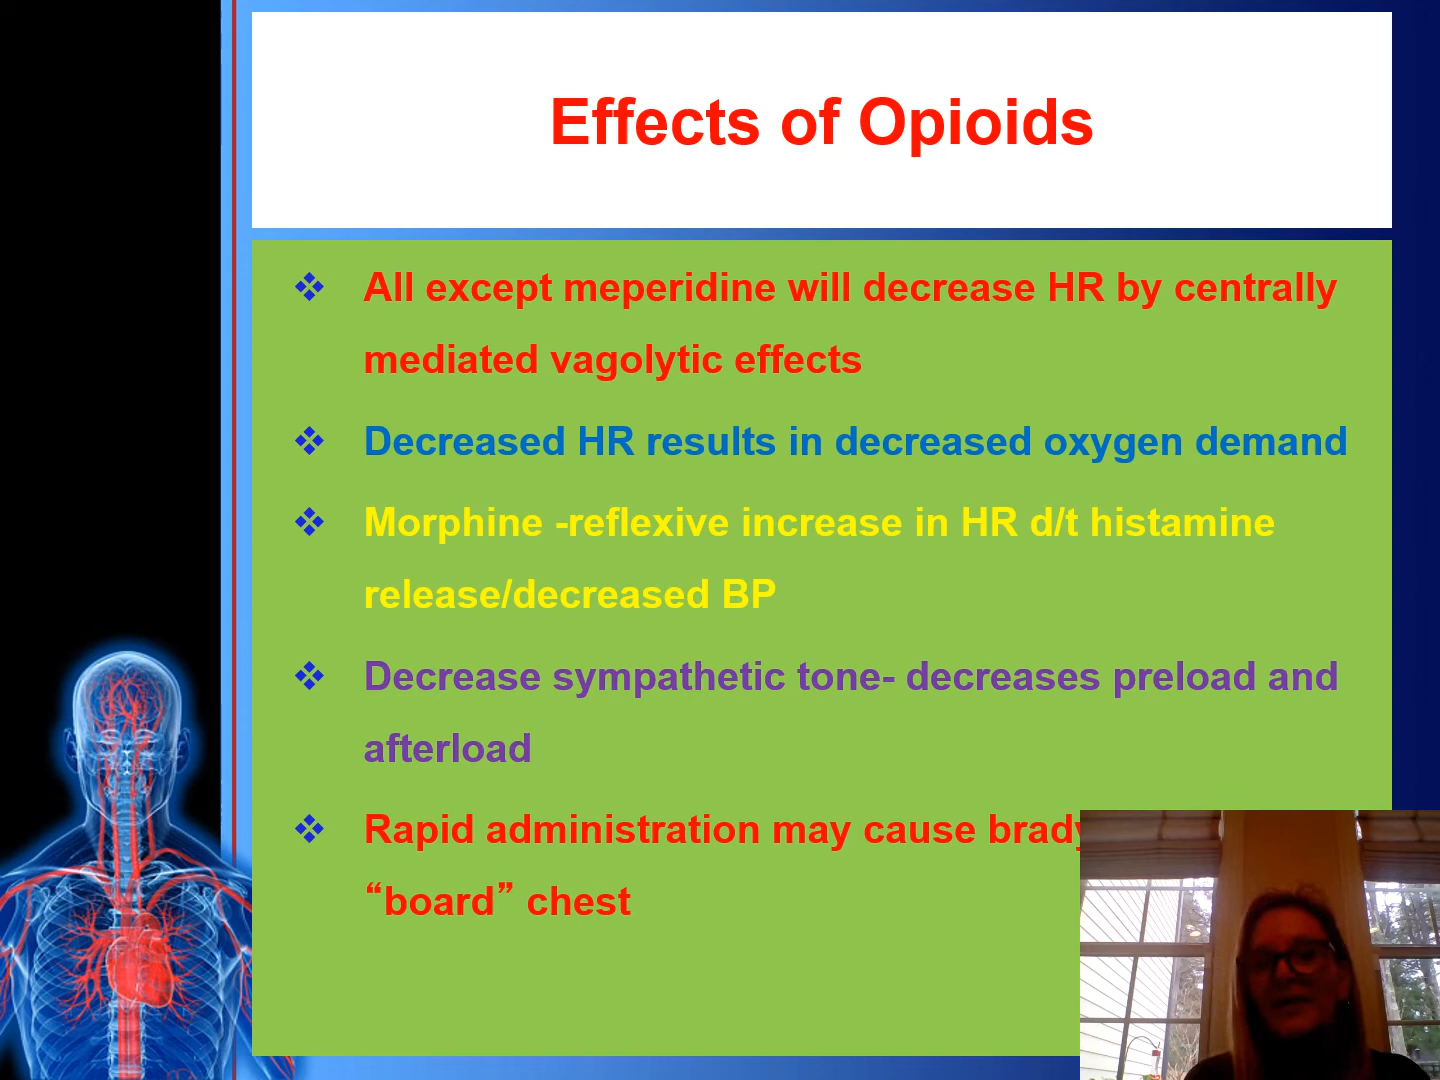 Effects of Opioids
❖ All except meperidine will decrease HR by centrally
mediated vagolytic effects
❖ Decreased HR results in decreased oxygen demand
❖ Morphine -reflexive increase in HR d/t histamine
release/decreased BP
❖ Decrease sympathetic tone- decreases preload and
afterload
❖ Rapid administration may cause brady
“board” chest